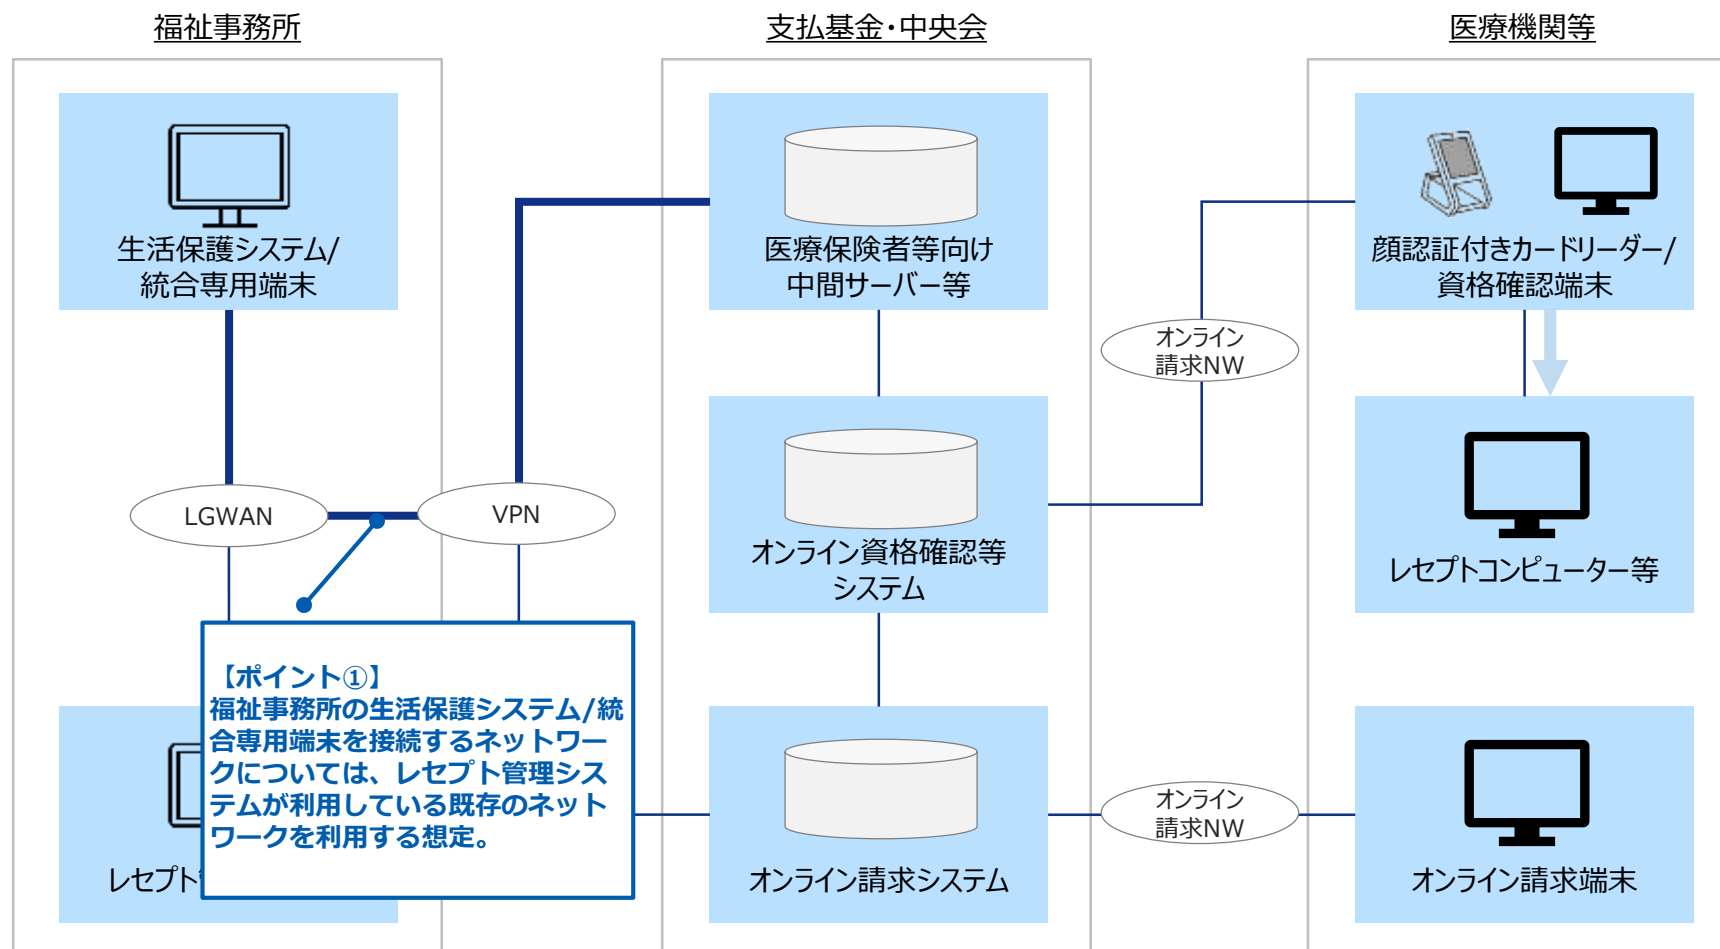 福祉事務所
支払基金・中央会
医療機関等
生活保護システム/
統合専用端末
医療保険者等向け
中間サーバー等
顔認証付きカードリーダー/
資格確認端末
オンライン
請求NW
LGWAN
VPN
オンライン資格確認等
システム
レセプトコンピューター等
【ポイント①】
福祉事務所の生活保護システム/統
合専用端末を接続するネットワー
クについては、レセプト管理シス
テムが利用している既存のネット
ワークを利用する想定。
レセプト
オンライン請求システム
オンライン
請求NW
オンライン請求端末